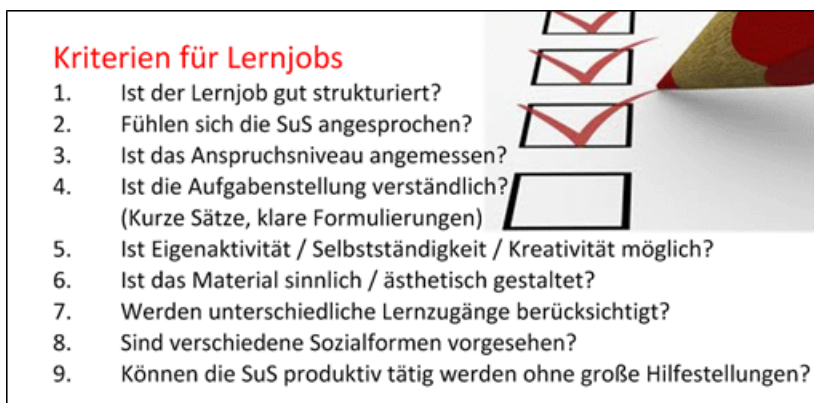 Kriterien für Lernjobs
1. Ist der Lernjob gut strukturiert?
2. Fühlen sich die SuS angesprochen?
3. Ist das Anspruchsniveau angemessen?
4. Ist die Aufgabenstellung verständlich?
(Kurze Sätze, klare Formulierungen)
5. Ist Eigenaktivität / Selbstständigkeit / Kreativität möglich?
6. Ist das Material sinnlich / ästhetisch gestaltet?
7. Werden unterschiedliche Lernzugänge berücksichtigt?
8. Sind verschiedene Sozialformen vorgesehen?
9. Können die SuS produktiv tätig werden ohne große Hilfestellungen?